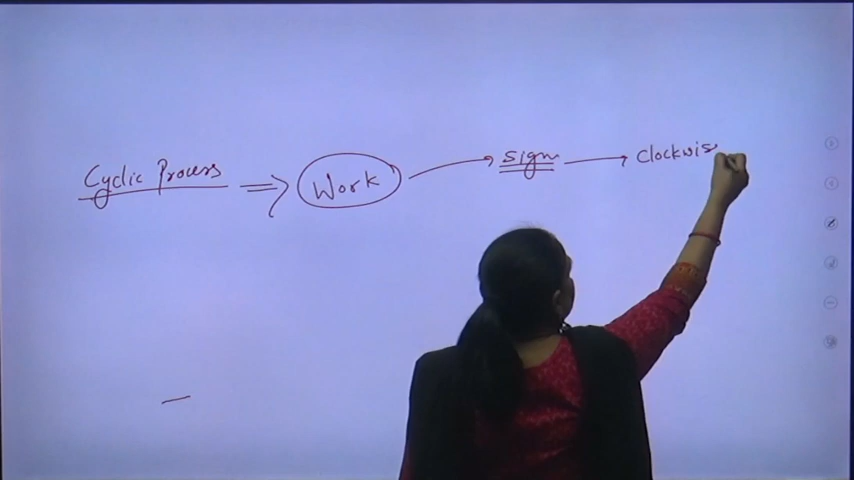 Cyclic Process ⇒ Work → sign → Clockwis